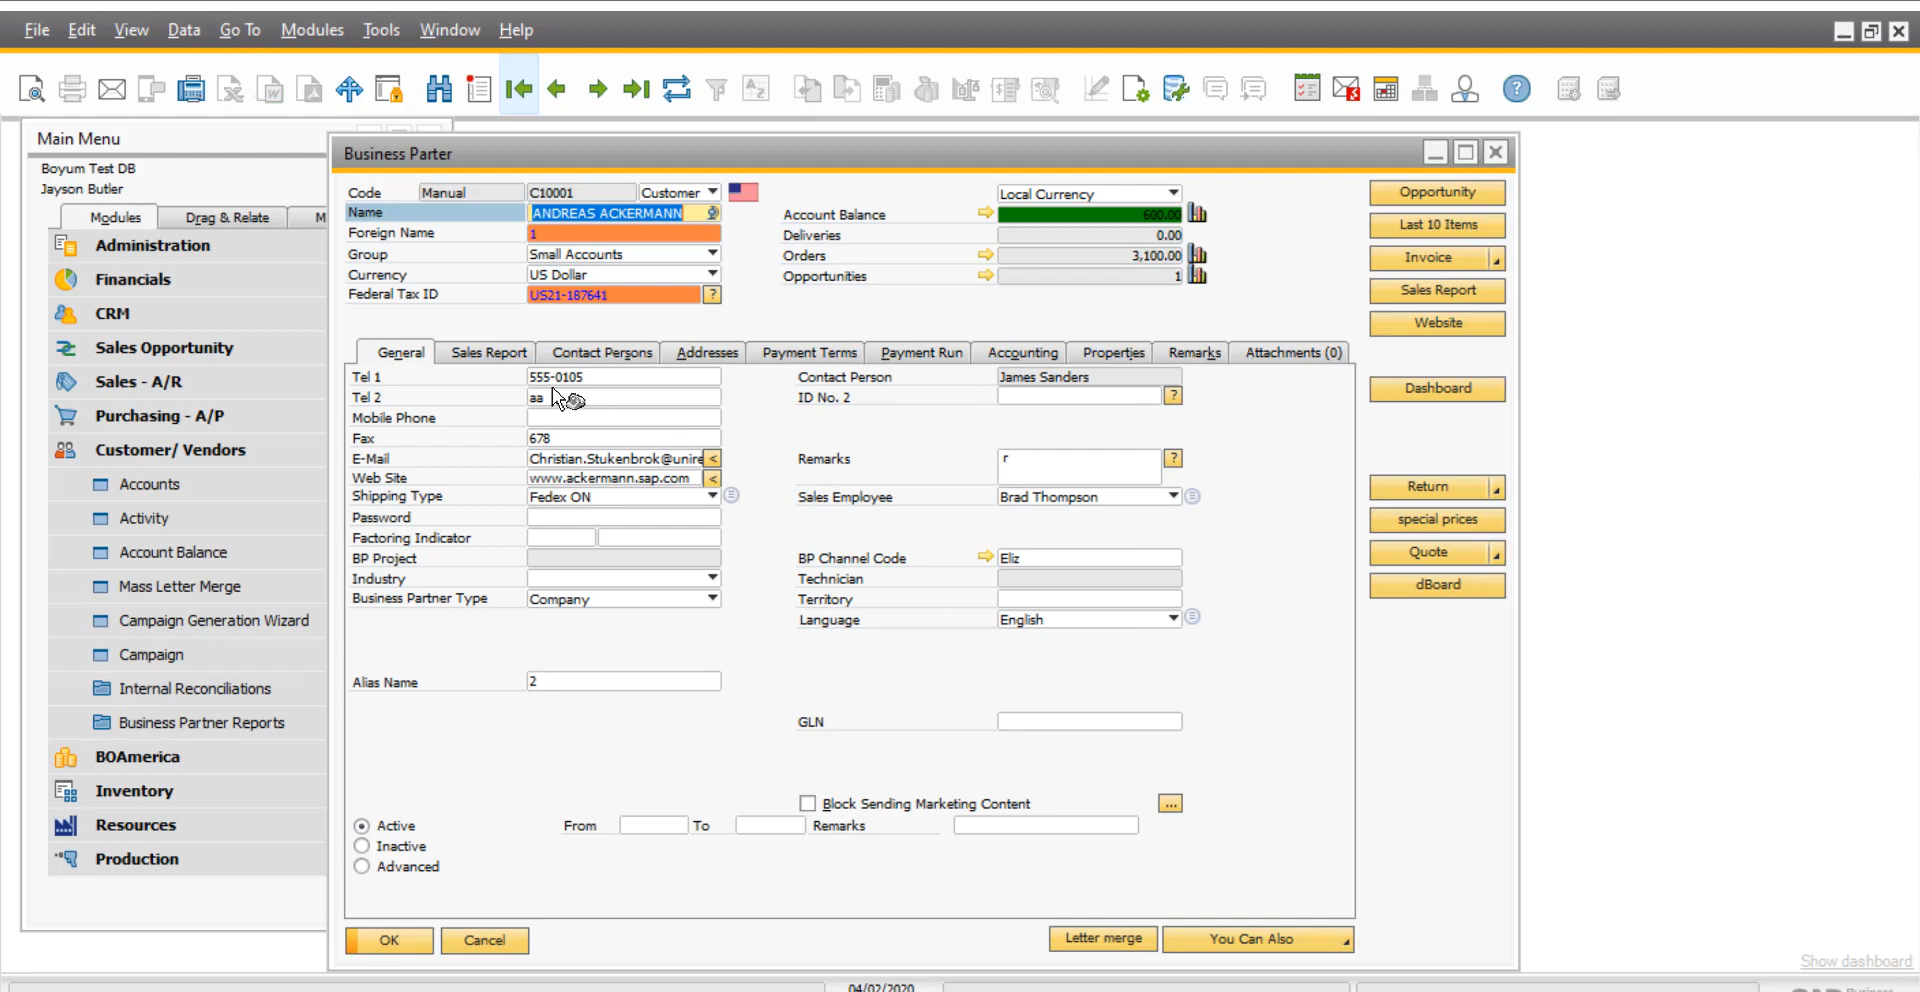 File Edit View Data Go To Modules Tools Window Help
Main Menu
Boyum Test DB
Jayson Butler
Modules Drag & Relate M
Administration
Financials
CRM
Sales Opportunity
Sales - A/R
Purchasing - A/P
Customer/ Vendors
Accounts
Activity
Account Balance
Mass Letter Merge
Campaign Generation Wizard
Campaign
Internal Reconciliations
Business Partner Reports
BOAmerica
Inventory
Resources
Production
Business Parter
Code Manual C10001 Customer
Name ANDREAS ACKERMANN
Foreign Name 1
Group Small Accounts
Currency US Dollar
Federal Tax ID US21-187641 ?
Local Currency
Account Balance 600.00
Deliveries 0.00
Orders 3,100.00
Opportunities 1
General Sales Report Contact Persons Addresses Payment Terms Payment Run Accounting Properties Remarks Attachments (0)
Tel 1 555-0105
Tel 2 aa
Mobile Phone
Fax 678
E-Mail Christian.Stukenbrok@unire <
Web Site www.ackermann.sap.com <
Shipping Type Fedex ON
Password
Factoring Indicator
BP Project
Industry
Business Partner Type Company
Alias Name 2
Contact Person James Sanders
ID No. 2 ?
Remarks r ?
Sales Employee Brad Thompson
BP Channel Code Eliz
Technician
Territory
Language English
GLN
Block Sending Marketing Content ...
Active From To Remarks
Inactive
Advanced
OK Cancel Letter merge You Can Also
Opportunity
Last 10 Items
Invoice
Sales Report
Website
Dashboard
Return
special prices
Quote
dBoard
Show dashboard
04/02/2020